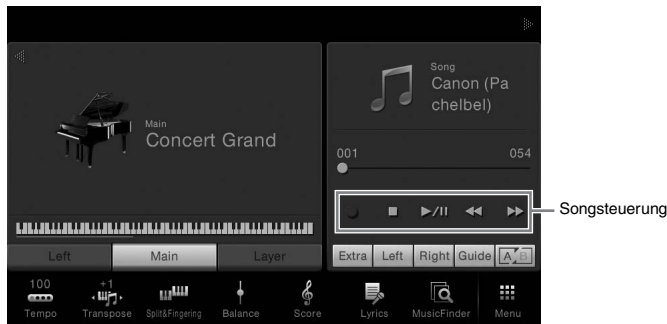 Song
Canon (Pa
chelbel)
Main
Concert Grand
001 054
Songsteuerung
Left Main Layer
Extra Left Right Guide A B
100
Tempo
+1
Transpose
Split&Fingering
Balance
Score
Lyrics
MusicFinder
Menu